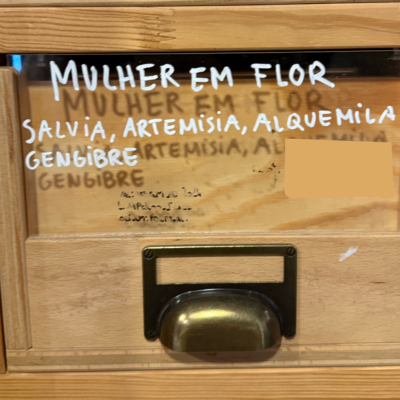 MULHER EM FLOR
SALVIA, ARTEMISIA, ALQUEMILA
GENGIBRE